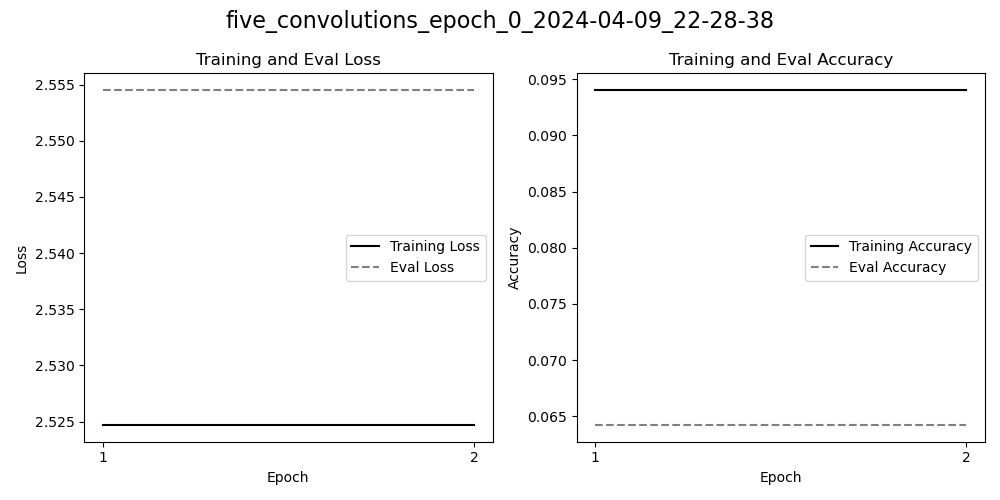 five_convolutions_epoch_0_2024-04-09_22-28-38
Training and Eval Loss
2.555
2.550
2.545
2.540
2.535
2.530
2.525
Loss
Training Loss
Eval Loss
1
2
Epoch
Training and Eval Accuracy
0.095
0.090
0.085
0.080
0.075
0.070
0.065
Accuracy
Training Accuracy
Eval Accuracy
1
2
Epoch